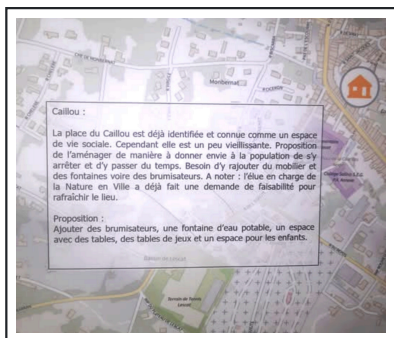 Montbernat
Caillou :
La place du Caillou est déjà identifiée et connue comme un espace
de vie sociale. Cependant elle est un peu vieillissante. Proposition
de l'aménager de manière à donner envie à la population de s'y
arrêter et d'y passer du temps. Besoin d'y rajouter du mobilier et
des fontaines voire des brumisateurs. A noter : l'élue en charge de
la Nature en Ville a déjà fait une demande de faisabilité pour
rafraîchir le lieu.
Proposition :
Ajouter des brumisateurs, une fontaine d'eau potable, un espace
avec des tables, des tables de jeux et un espace pour les enfants.
Terrain de Tennis